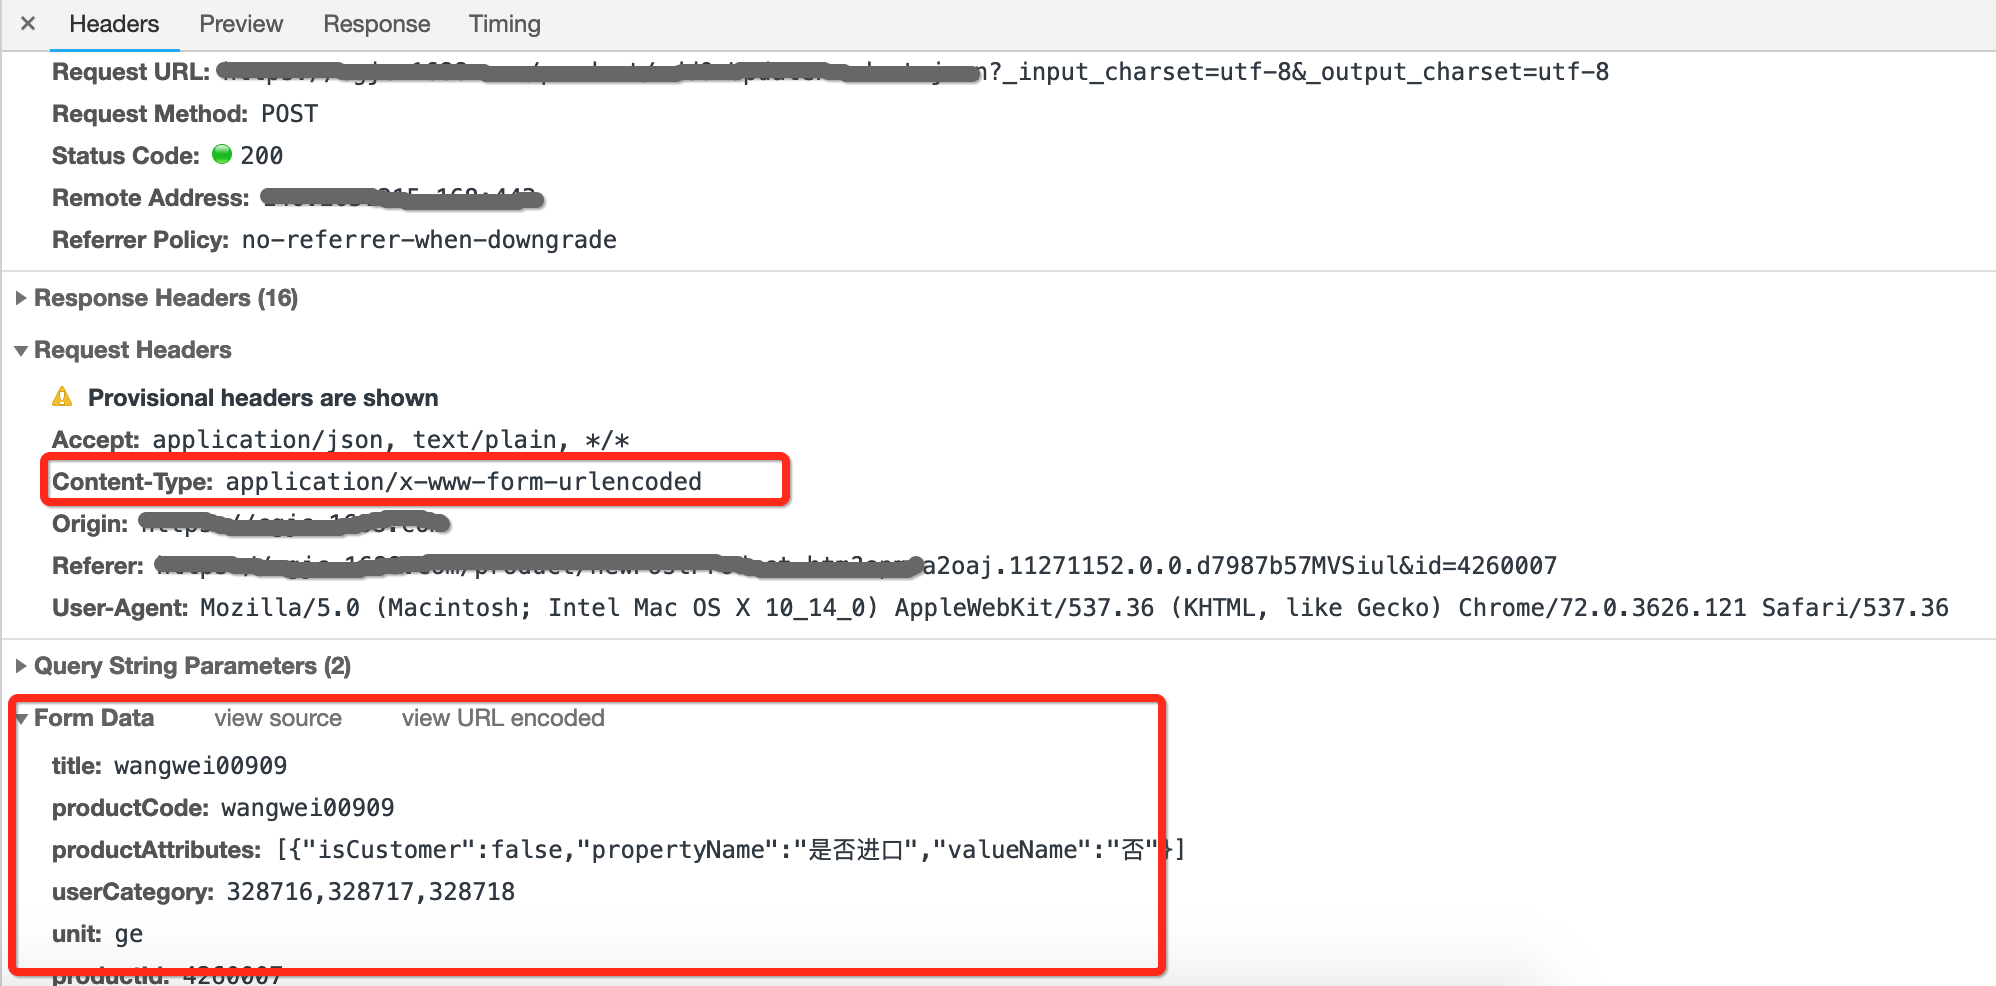 × Headers Preview Response Timing
Request URL: ?_input_charset=utf-8&_output_charset=utf-8
Request Method: POST
Status Code: 200
Remote Address:
Referrer Policy: no-referrer-when-downgrade
Response Headers (16)
Request Headers
Provisional headers are shown
Accept: application/json, text/plain, */*
Content-Type: application/x-www-form-urlencoded
Origin:
Referer: a2oaj.11271152.0.0.d7987b57MVSiul&id=4260007
User-Agent: Mozilla/5.0 (Macintosh; Intel Mac OS X 10_14_0) AppleWebKit/537.36 (KHTML, like Gecko) Chrome/72.0.3626.121 Safari/537.36
Query String Parameters (2)
Form Data view source view URL encoded
title: wangwei00909
productCode: wangwei00909
productAttributes: [{"isCustomer":false,"propertyName":"是否进口","valueName":"否"}]
userCategory: 328716,328717,328718
unit: ge
productId: 4260007